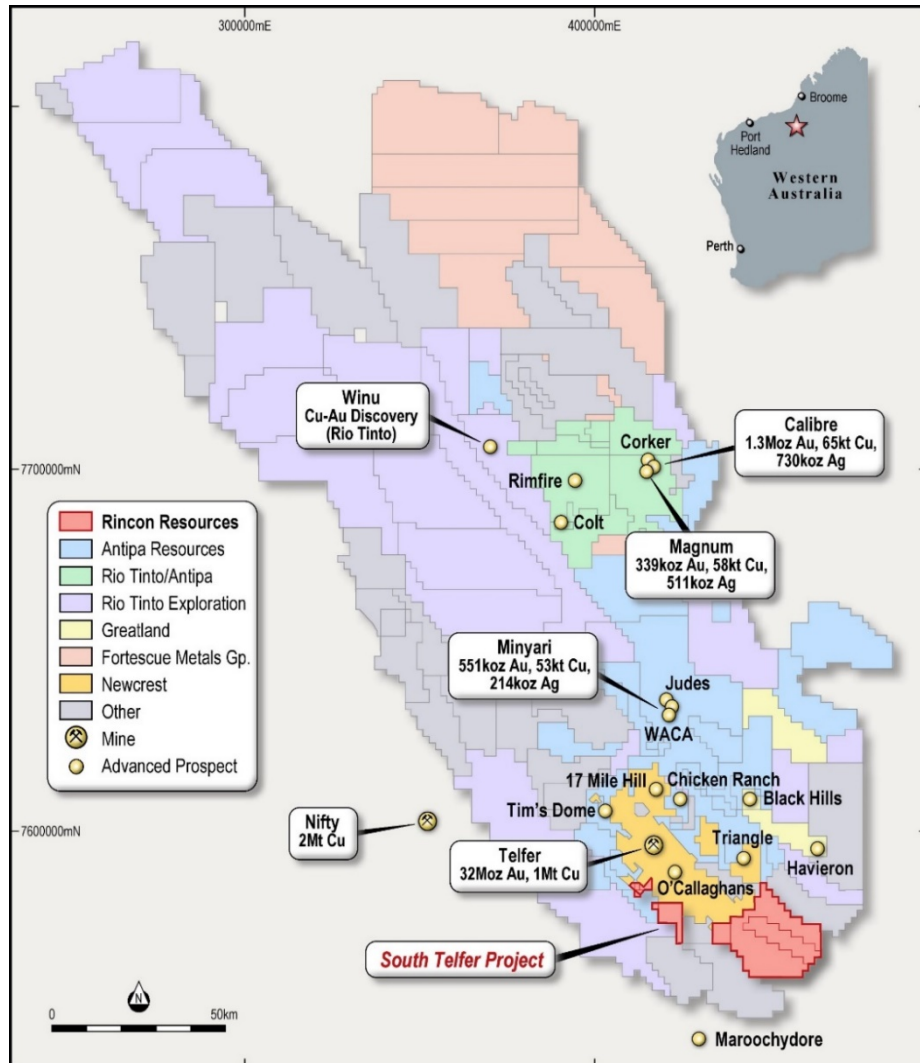 300000mE
400000mE
Broome
Port
Hedland
Western
Australia
Perth
Winu
Cu-Au Discovery
(Rio Tinto)
Corker
Calibre
1.3Moz Au, 65kt Cu,
730koz Ag
7700000mN
Rimfire
Colt
Magnum
339koz Au, 58kt Cu,
511koz Ag
Rincon Resources
Antipa Resources
Rio Tinto/Antipa
Rio Tinto Exploration
Greatland
Fortescue Metals Gp.
Newcrest
Other
Mine
Advanced Prospect
Minyari
551koz Au, 53kt Cu,
214koz Ag
Judes
WACA
17 Mile Hill
Chicken Ranch
Tim's Dome
Black Hills
Nifty
2Mt Cu
7600000mN
Telfer
32Moz Au, 1Mt Cu
Triangle
Havieron
O'Callaghans
South Telfer Project
N
0
50km
Maroochydore